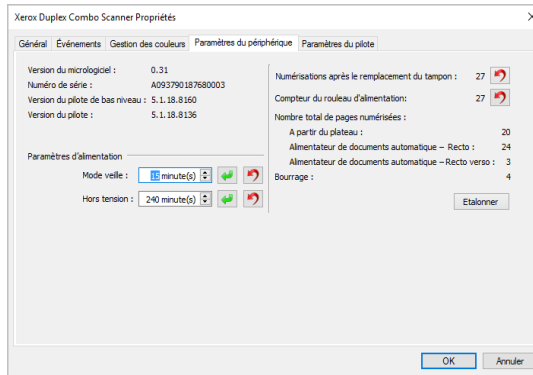 Xerox Duplex Combo Scanner Propriétés
Général Événements Gestion des couleurs Paramètres du périphérique Paramètres du pilote
Version du micrologiciel : 0.31
Numéro de série : A093790187680003
Version du pilote de bas niveau : 5.1.18.8160
Version du pilote : 5.1.18.8136
Paramètres d'alimentation
Mode veille : 15 minute(s)
Hors tension : 240 minute(s)
Numérisations après le remplacement du tampon : 27
Compteur du rouleau d'alimentation: 27
Nombre total de pages numérisées :
A partir du plateau : 20
Alimentateur de documents automatique – Recto : 24
Alimentateur de documents automatique – Recto verso : 3
Bourrage : 4
Etalonner
OK Annuler